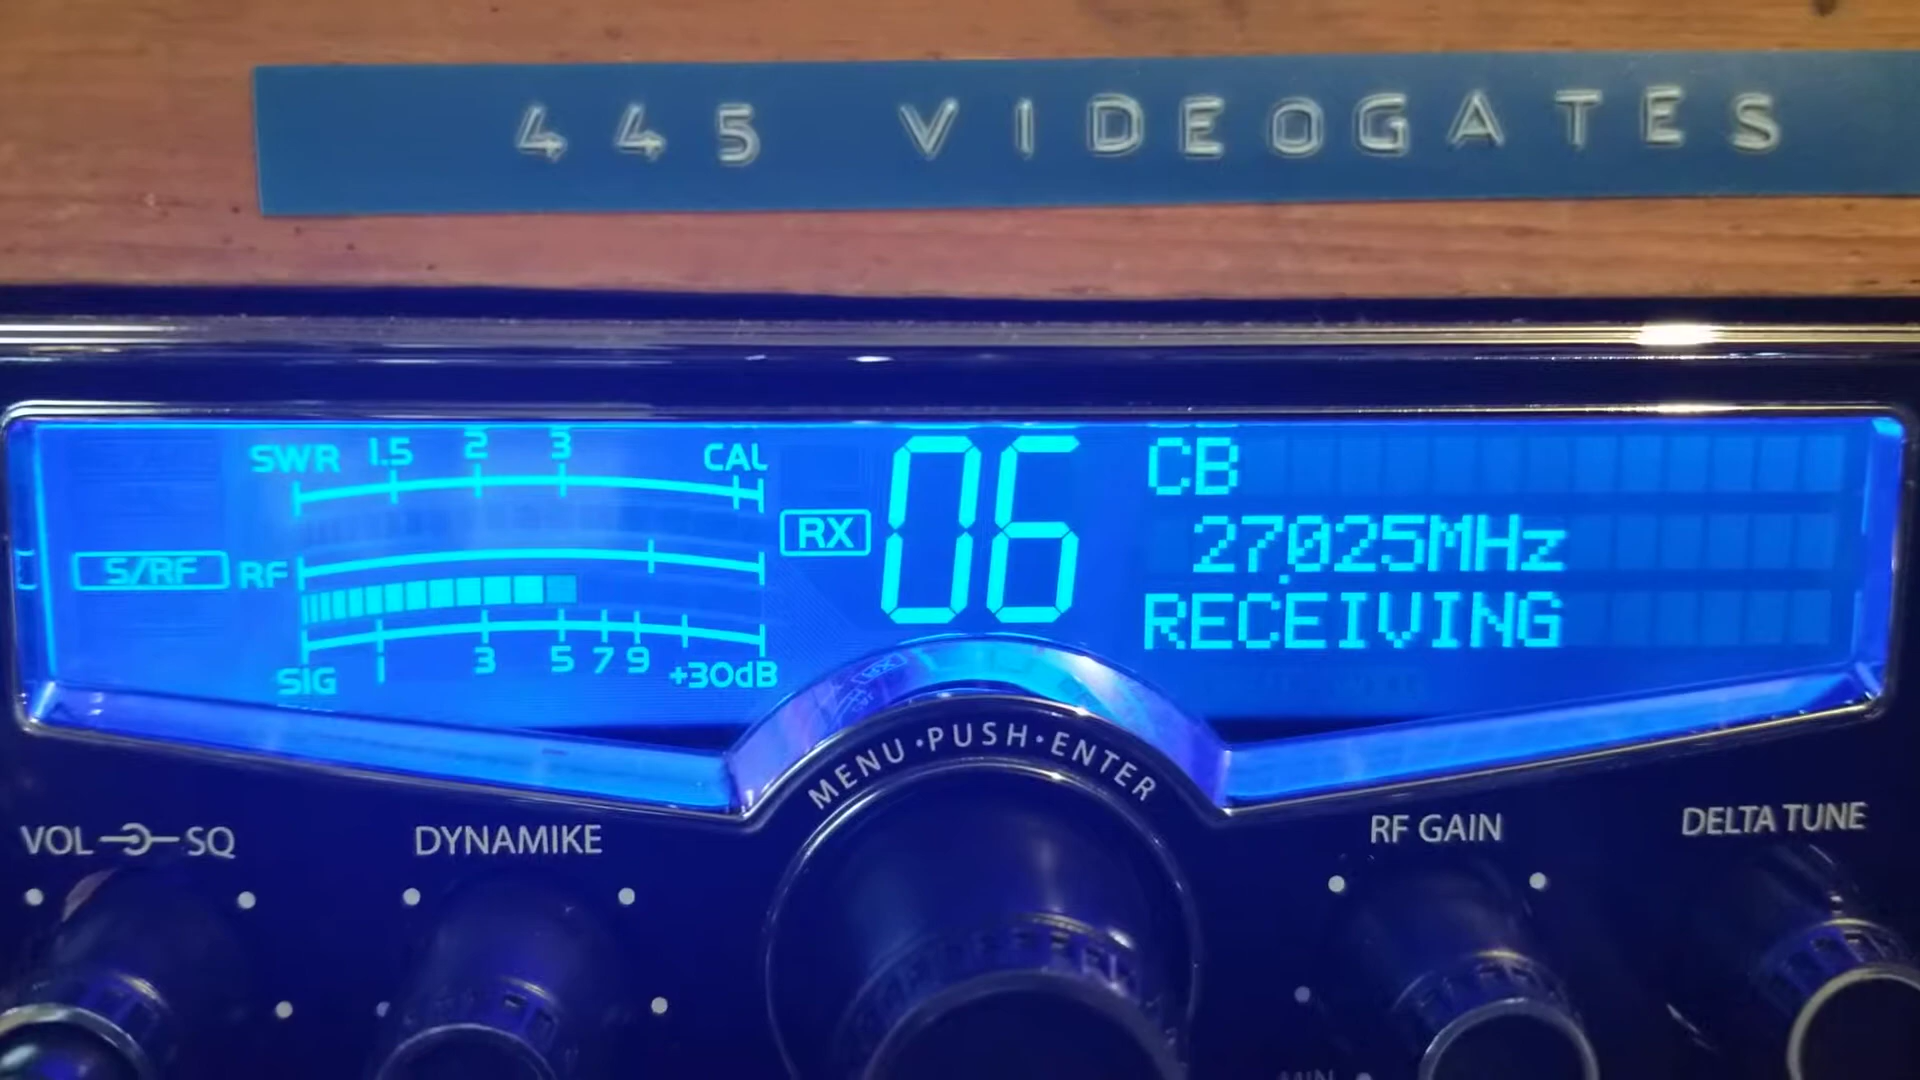 445 VIDEOGATES
SWR 1.5 2 3 CAL
S/RF RF
SIG 1 3 5 7 9 +30dB
RX
06
CB
27.025MHz
RECEIVING
MENU · PUSH · ENTER
VOL SQ
DYNAMIKE
RF GAIN
DELTA TUNE